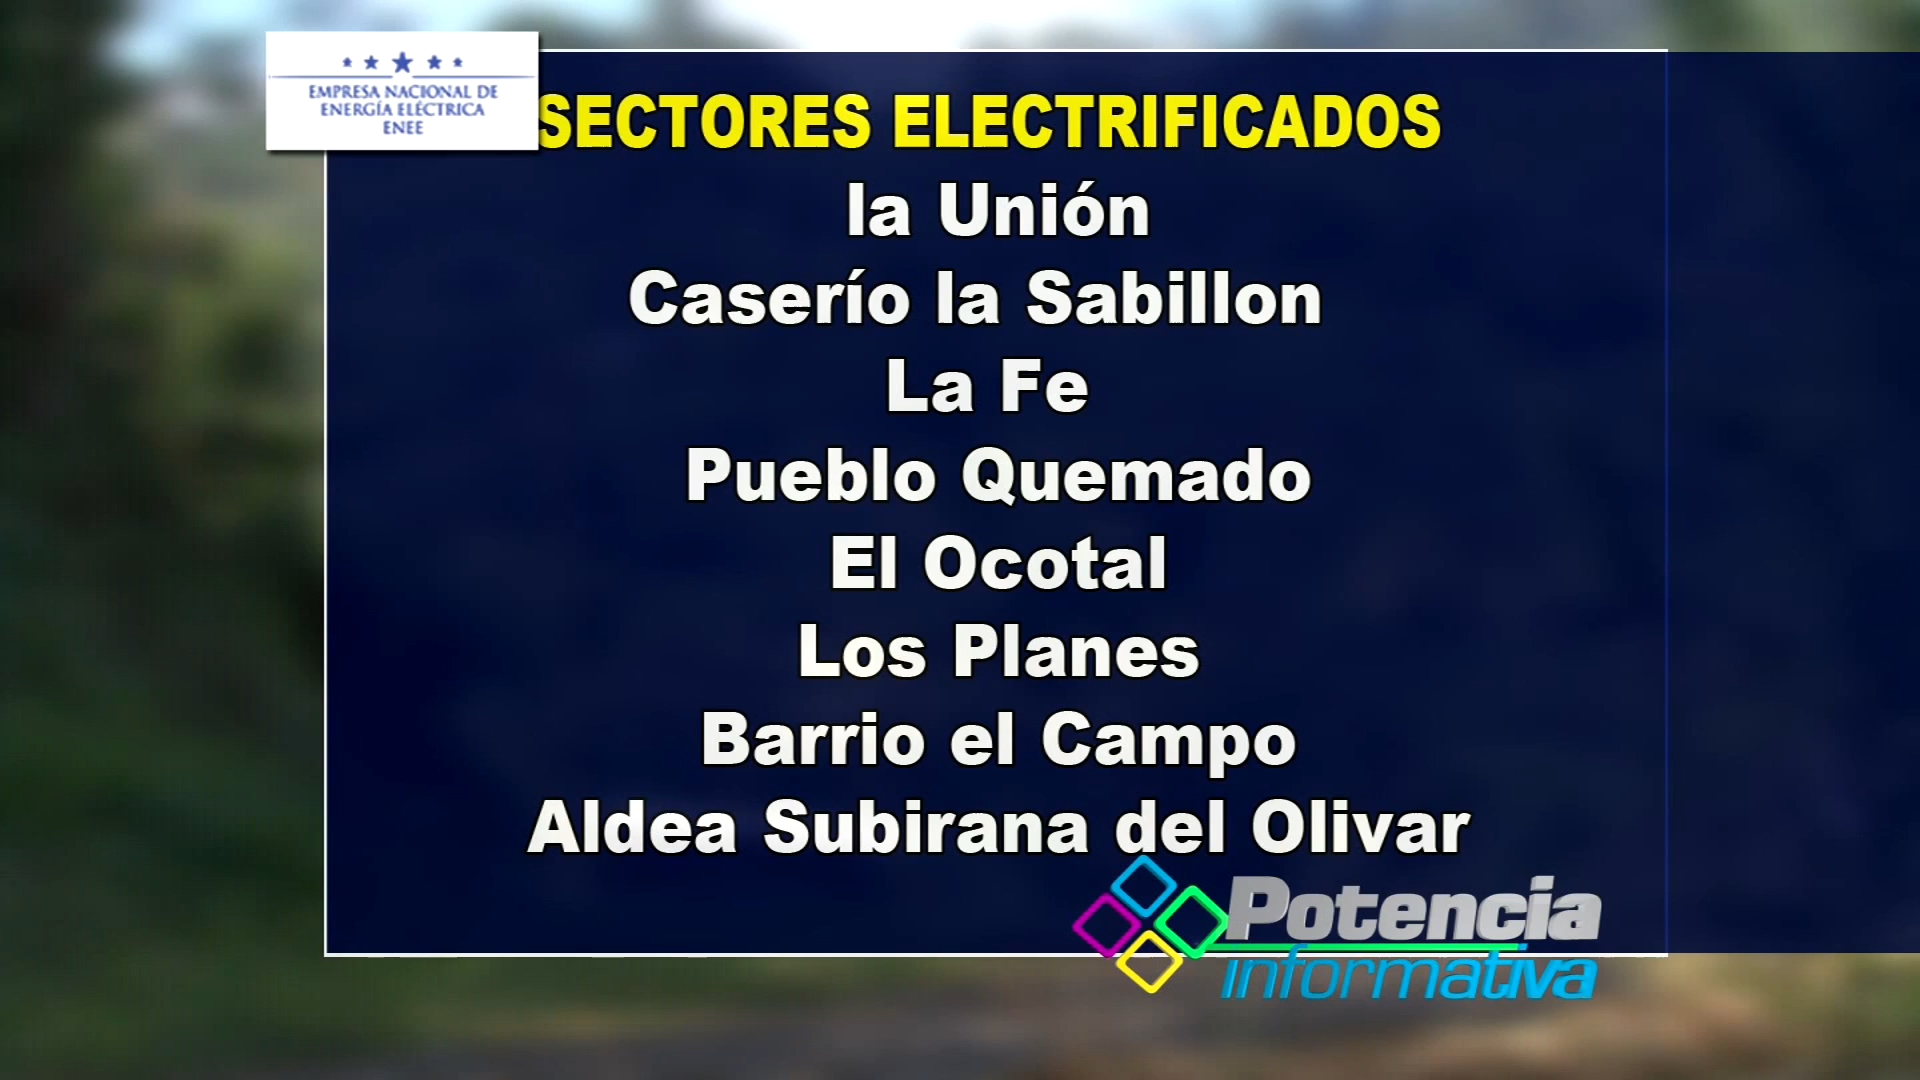 EMPRESA NACIONAL DE
ENERGÍA ELÉCTRICA
ENEE
SECTORES ELECTRIFICADOS
la Unión
Caserío la Sabillon
La Fe
Pueblo Quemado
El Ocotal
Los Planes
Barrio el Campo
Aldea Subirana del Olivar
Potencia
informativa